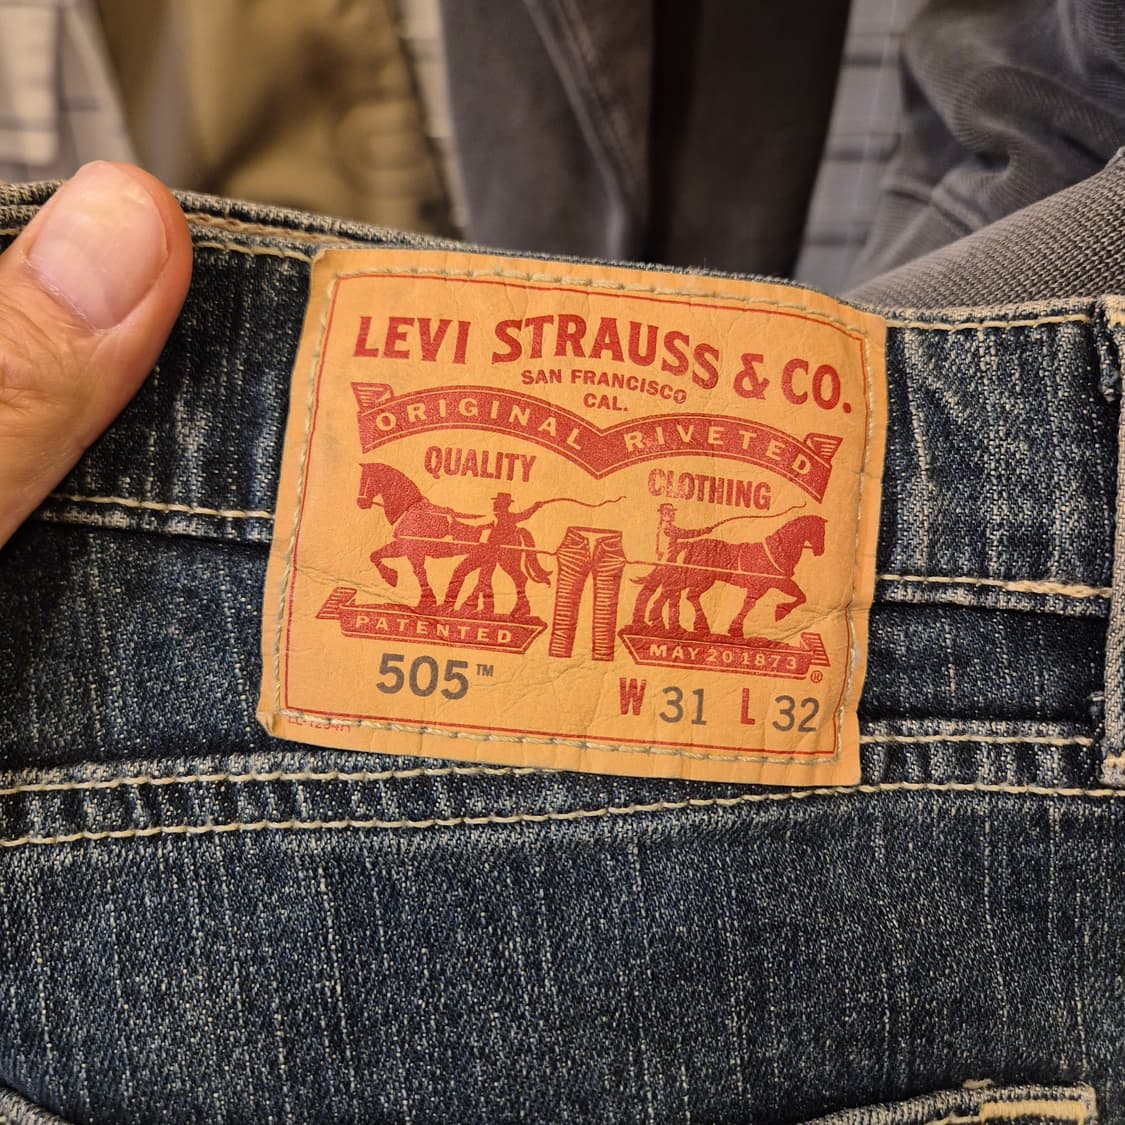 LEVI STRAUSS & CO.
SAN FRANCISCO
CAL.
ORIGINAL RIVETED
QUALITY CLOTHING
PATENTED MAY 20 1873
®
505™ W 31 L 32